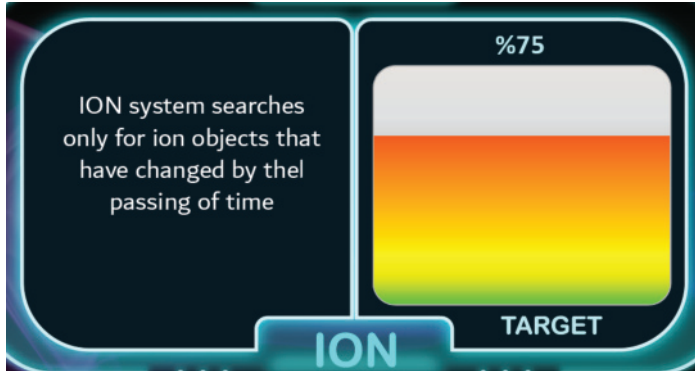 ION system searches
only for ion objects that
have changed by thel
passing of time
%75
TARGET
ION